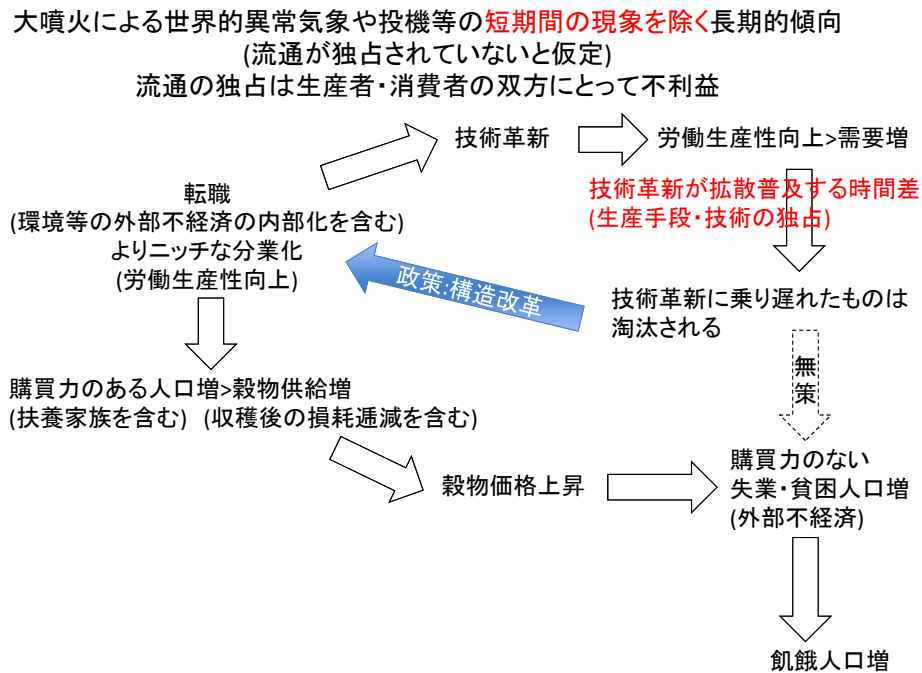 大噴火による世界的異常気象や投機等の短期間の現象を除く長期的傾向
(流通が独占されていないと仮定)
流通の独占は生産者・消費者の双方にとって不利益
技術革新
労働生産性向上>需要増
技術革新が拡散普及する時間差
(生産手段・技術の独占)
転職
(環境等の外部不経済の内部化を含む)
よりニッチな分業化
(労働生産性向上)
政策:構造改革
技術革新に乗り遅れたものは
淘汰される
無策
購買力のある人口増>穀物供給増
(扶養家族を含む) (収穫後の損耗逓減を含む)
穀物価格上昇
購買力のない
失業・貧困人口増
(外部不経済)
飢餓人口増